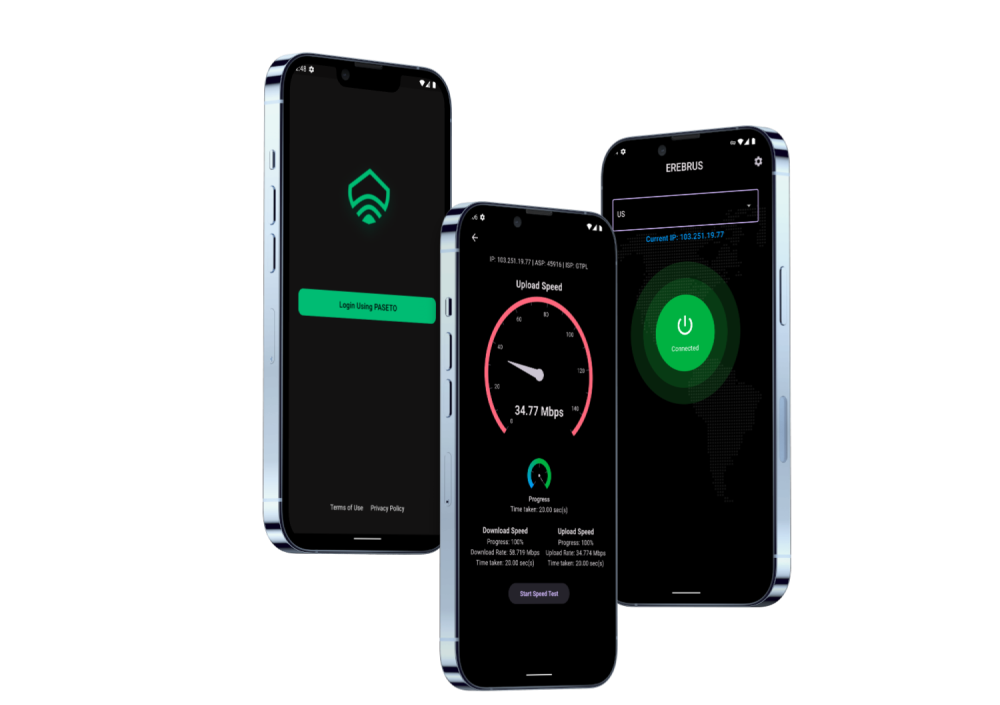 :48
Login Using PASETO
Terms of Use Privacy Policy
IP: 103.251.19.77 | ASP: 45916 | ISP: GTPL
Upload Speed
0
20
40
60
80
100
120
140
34.77 Mbps
Progress
Time taken: 23.00 sec(s)
Download Speed
Progress: 100%
Download Rate: 58.719 Mbps
Time taken: 20.00 sec(s)
Upload Speed
Progress: 100%
Upload Rate: 34.774 Mbps
Time taken: 20.00 sec(s)
Start Speed Test
EREBRUS
US
Current IP: 103.251.19.77
Connected